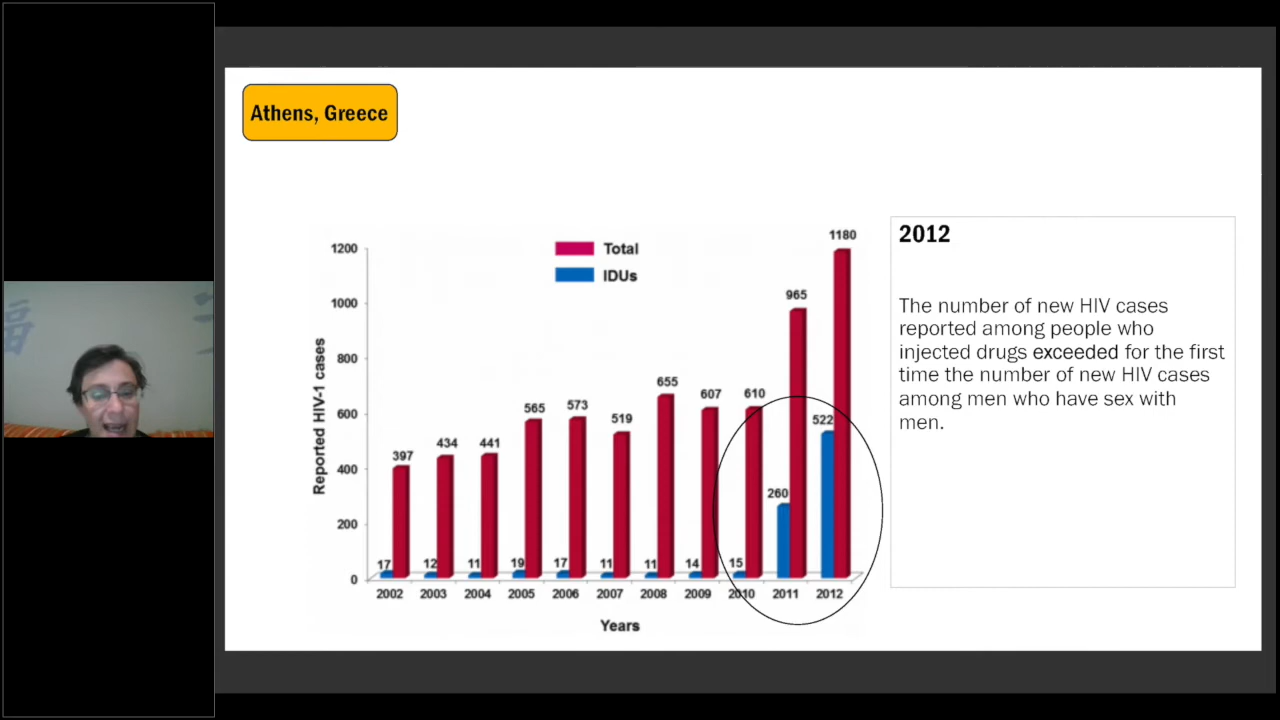 Athens, Greece
Total
IDUs
Reported HIV-1 cases
1200
1000
800
600
400
200
0
17 397
12 434
11 441
19 565
17 573
11 519
11 655
14 607
15 610
260 965
522 1180
2002 2003 2004 2005 2006 2007 2008 2009 2010 2011 2012
Years
2012
The number of new HIV cases
reported among people who
injected drugs exceeded for the first
time the number of new HIV cases
among men who have sex with
men.